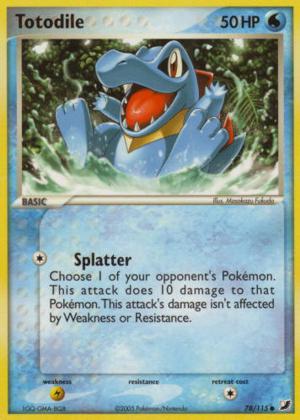 Totodile 50 HP
Illus. Masakazu Fukuda
BASIC
Splatter
Choose 1 of your opponent's Pokémon.
This attack does 10 damage to that
Pokémon. This attack's damage isn't affected
by Weakness or Resistance.
weakness resistance retreat cost
©2005 Pokémon/Nintendo
78/115